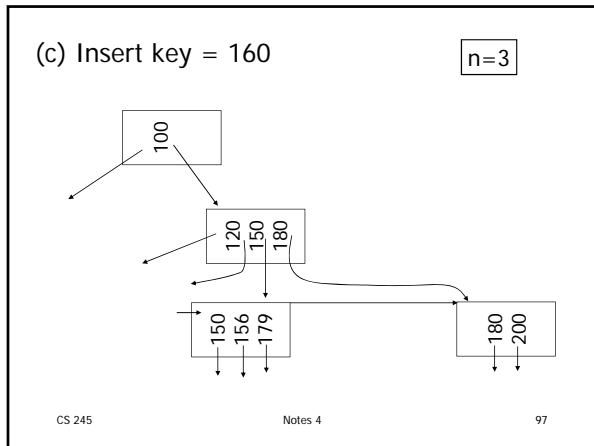 (c) Insert key = 160
n=3
100
120 150 180
150 156 179
180 200
CS 245 Notes 4 97